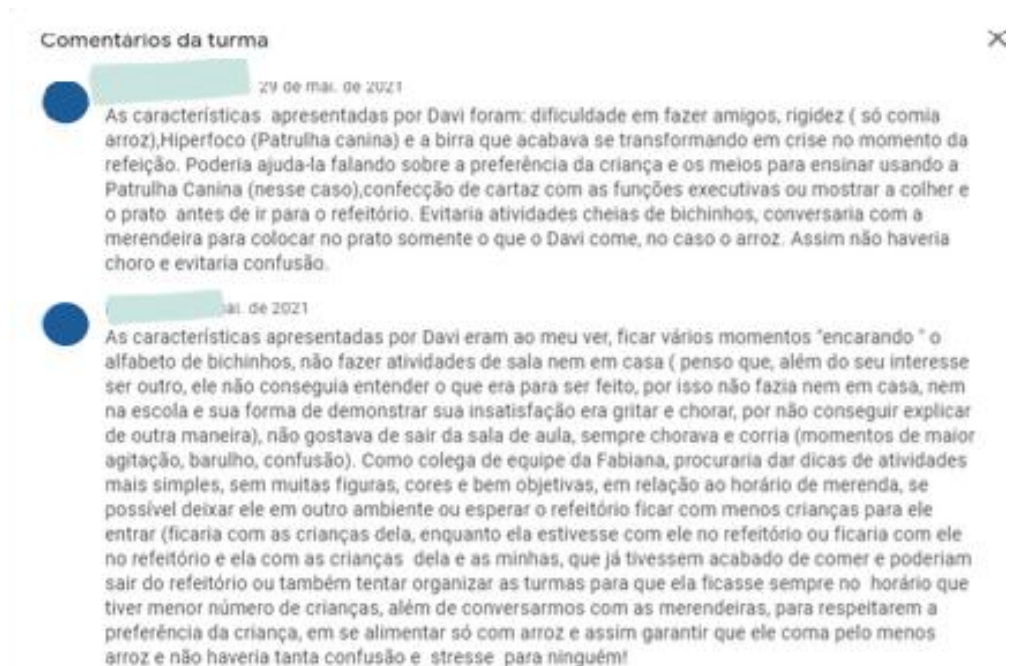 Comentários da turma
29 de mai. de 2021
As características apresentadas por Davi foram: dificuldade em fazer amigos, rigidez ( só comia
arroz),Hiperfoco (Patrulha canina) e a birra que acabava se transformando em crise no momento da
refeição. Poderia ajuda-la falando sobre a preferência da criança e os meios para ensinar usando a
Patrulha Canina (nesse caso),confecção de cartaz com as funções executivas ou mostrar a colher e
o prato antes de ir para o refeitório. Evitaria atividades cheias de bichinhos, conversaria com a
merendeira para colocar no prato somente o que o Davi come, no caso o arroz. Assim não haveria
choro e evitaria confusão.
de 2021
As características apresentadas por Davi eram ao meu ver, ficar vários momentos "encarando " o
alfabeto de bichinhos, não fazer atividades de sala nem em casa ( penso que, além do seu interesse
ser outro, ele não conseguia entender o que era para ser feito, por isso não fazia nem em casa, nem
na escola e sua forma de demonstrar sua insatisfação era gritar e chorar, por não conseguir explicar
de outra maneira), não gostava de sair da sala de aula, sempre chorava e corria (momentos de maior
agitação, barulho, confusão). Como colega de equipe da Fabiana, procuraria dar dicas de atividades
mais simples, sem muitas figuras, cores e bem objetivas, em relação ao horário de merenda, se
possível deixar ele em outro ambiente ou esperar o refeitório ficar com menos crianças para ele
entrar (ficaria com as crianças dela, enquanto ela estivesse com ele no refeitório ou ficaria com ele
no refeitório e ela com as crianças dela e as minhas, que já tivessem acabado de comer e poderiam
sair do refeitório ou também tentar organizar as turmas para que ela ficasse sempre no horário que
tiver menor número de crianças, além de conversarmos com as merendeiras, para respeitarem a
preferência da criança, em se alimentar só com arroz e assim garantir que ele coma pelo menos
arroz e não haveria tanta confusão e stresse para ninguém!